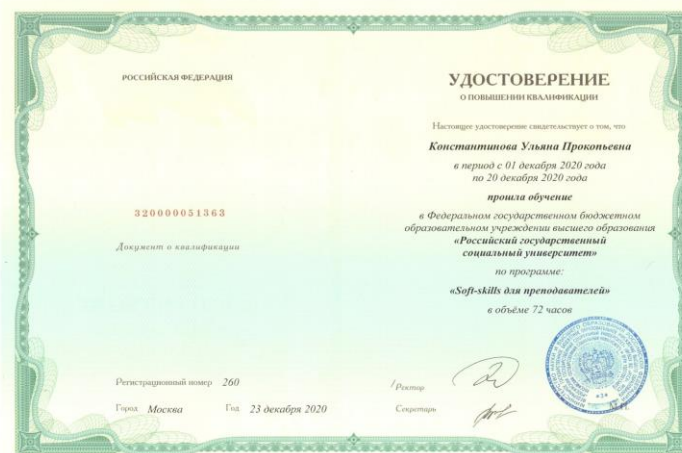 РОССИЙСКАЯ ФЕДЕРАЦИЯ
320000051363
Документ о квалификации
Регистрационный номер 260
Город Москва Год 23 декабря 2020
УДОСТОВЕРЕНИЕ
О ПОВЫШЕНИИ КВАЛИФИКАЦИИ
Настоящее удостоверение свидетельствует о том, что
Константинова Ульяна Прокопьевна
в период с 01 декабря 2020 года
по 20 декабря 2020 года
прошла обучение
в Федеральном государственном бюджетном
образовательном учреждении высшего образования
«Российский государственный
социальный университет»
по программе:
«Soft-skills для преподавателей»
в объёме 72 часов
Ректор
Секретарь